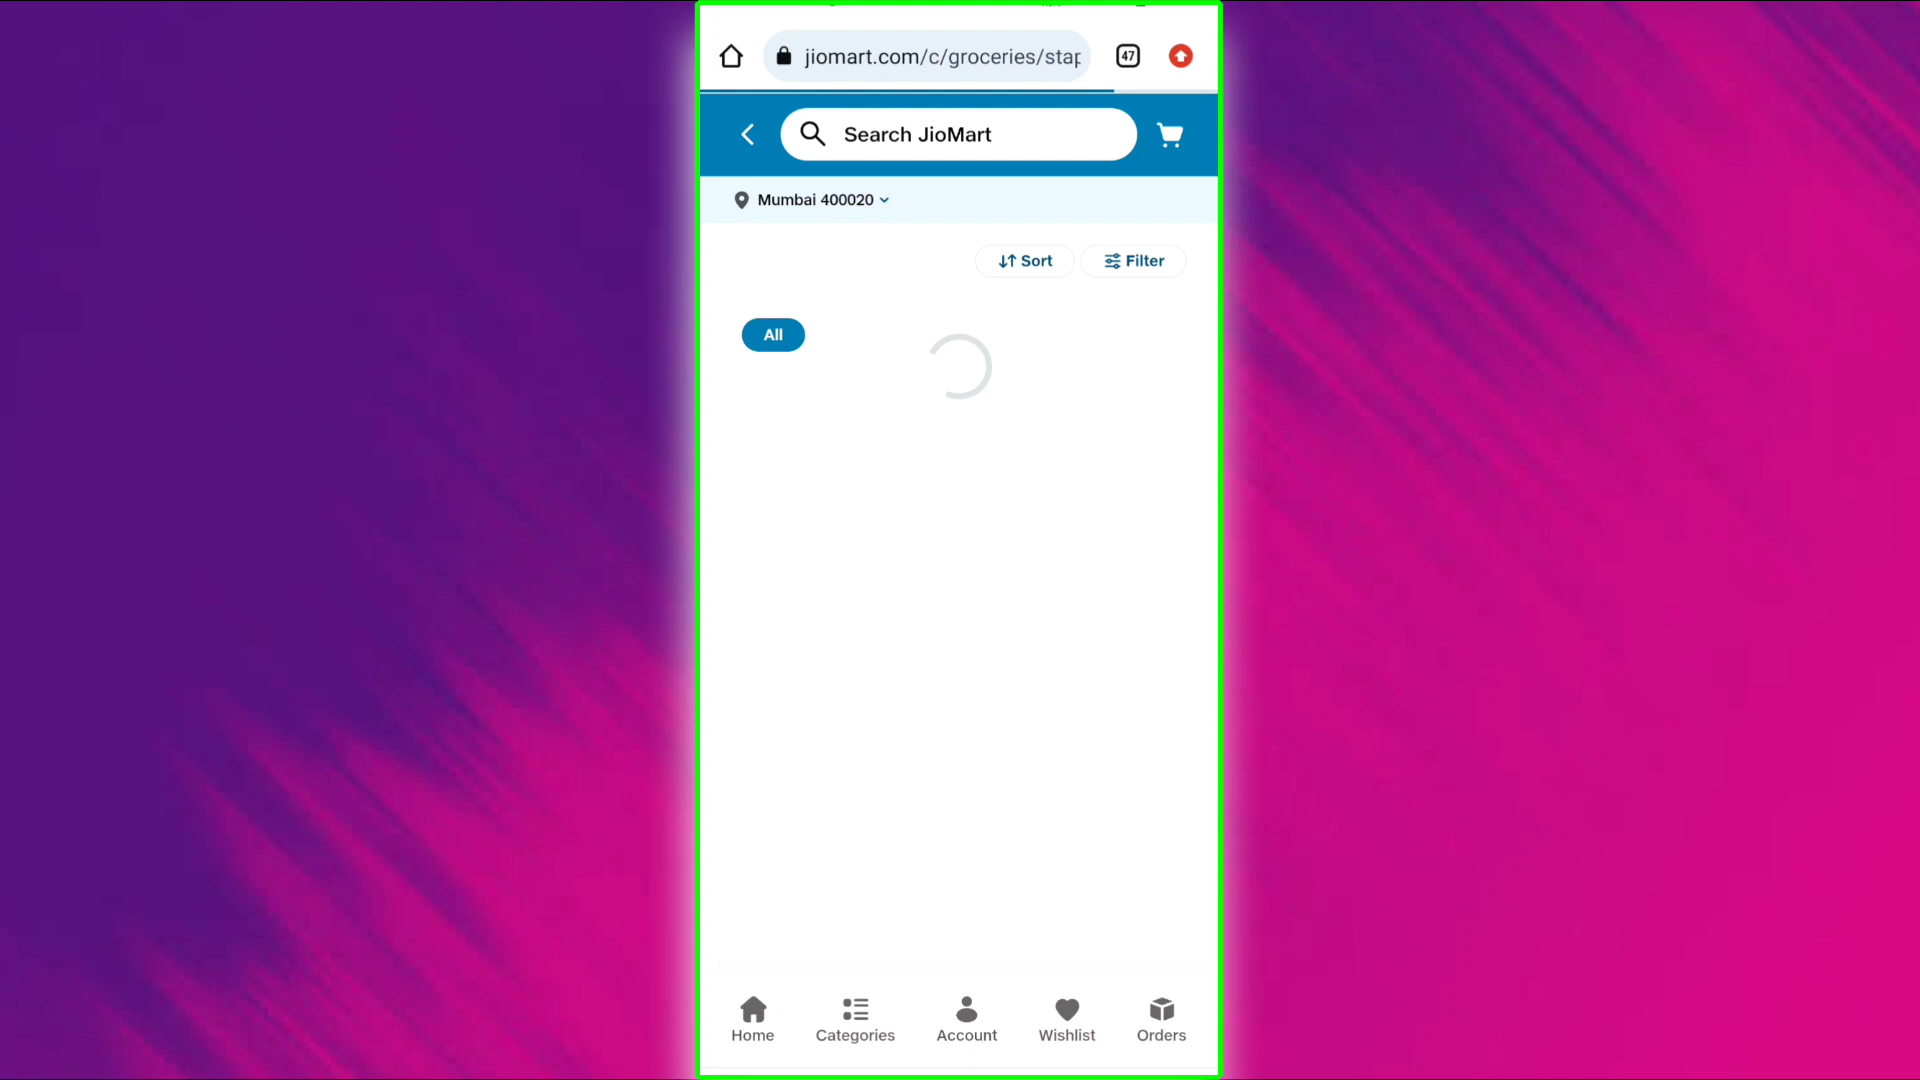 jiomart.com/c/groceries/stap
47
Search JioMart
Mumbai 400020
Sort
Filter
All
Home
Categories
Account
Wishlist
Orders